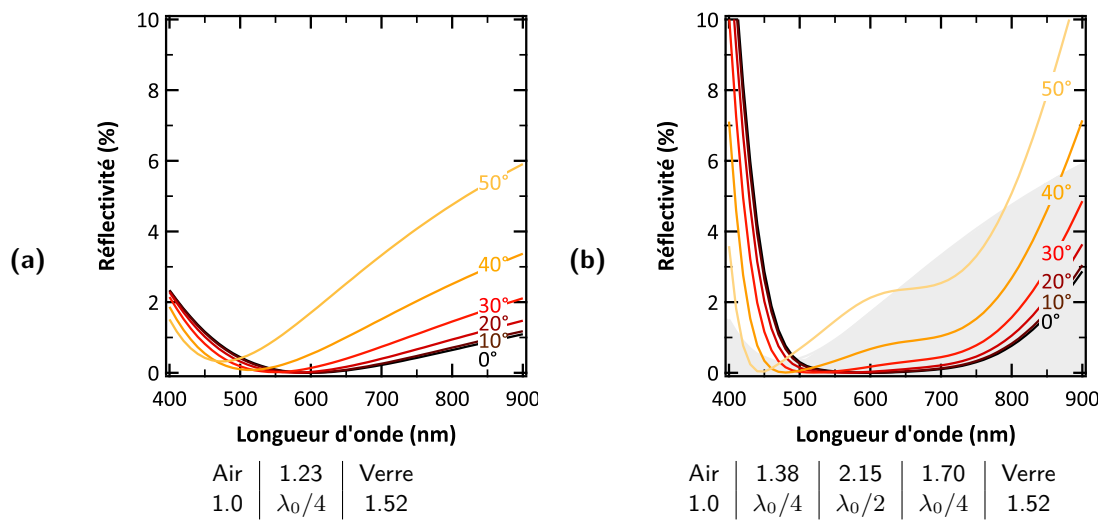 (a)
Réflectivité (%)
10
8
6
4
2
0
50°
40°
30°
20°
10°
0°
400 500 600 700 800 900
Longueur d'onde (nm)
Air 1.23 Verre
1.0 λ₀/4 1.52
(b)
Réflectivité (%)
10
8
6
4
2
0
50°
40°
30°
20°
10°
0°
400 500 600 700 800 900
Longueur d'onde (nm)
Air 1.38 2.15 1.70 Verre
1.0 λ₀/4 λ₀/2 λ₀/4 1.52